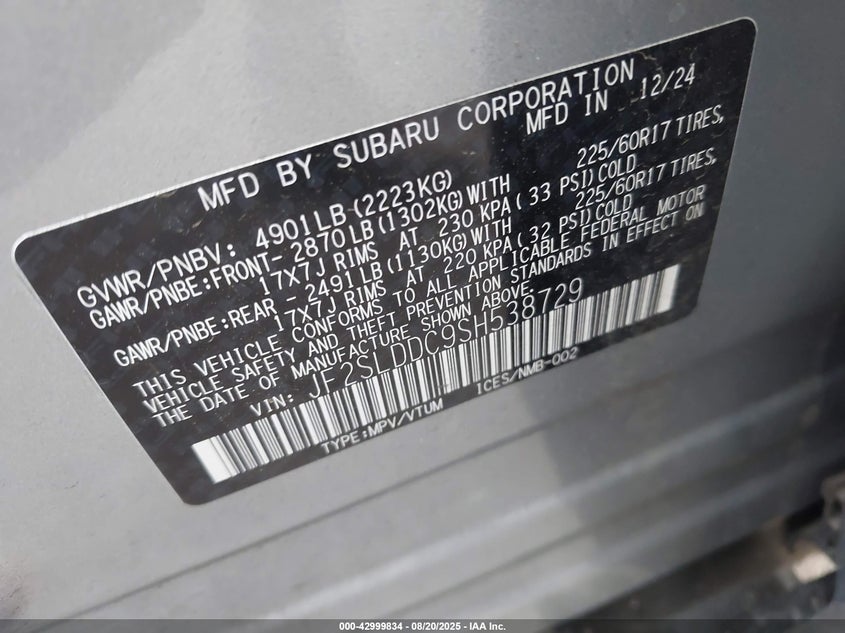 MFD BY SUBARU CORPORATION
MFD IN 12/24
GVWR/PNBV: 4901LB(2223KG)
GAWR/PNBE:FRONT-2870LB(1302KG)WITH 225/60R17 TIRES,
17X7J RIMS AT 230 KPA(33 PSI)COLD
GAWR/PNBE:REAR -2491LB(1130KG)WITH 225/60R17 TIRES,
17X7J RIMS AT 220 KPA(32 PSI)COLD
THIS VEHICLE CONFORMS TO ALL APPLICABLE FEDERAL MOTOR
VEHICLE SAFETY AND THEFT PREVENTION STANDARDS IN EFFECT ON
THE DATE OF MANUFACTURE SHOWN ABOVE.
VIN: JF2SLDDC9SH538729
TYPE:MPV/VTUM ICES/NMB-002
000-42999834 - 08/20/2025 - IAA Inc.